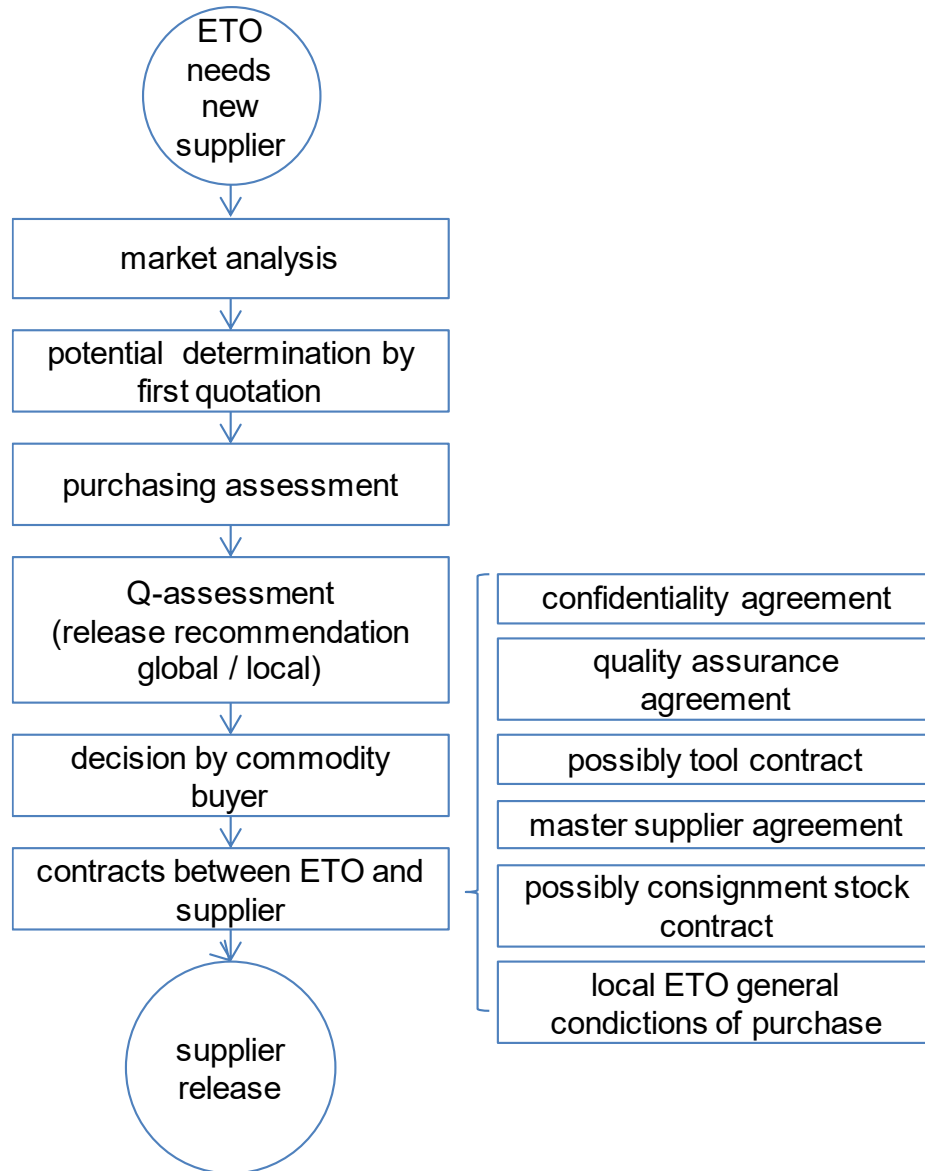 ETO
needs
new
supplier
market analysis
potential determination by
first quotation
purchasing assessment
Q-assessment
(release recommendation
global / local)
decision by commodity
buyer
contracts between ETO and
supplier
supplier
release
confidentiality agreement
quality assurance
agreement
possibly tool contract
master supplier agreement
possibly consignment stock
contract
local ETO general
condictions of purchase